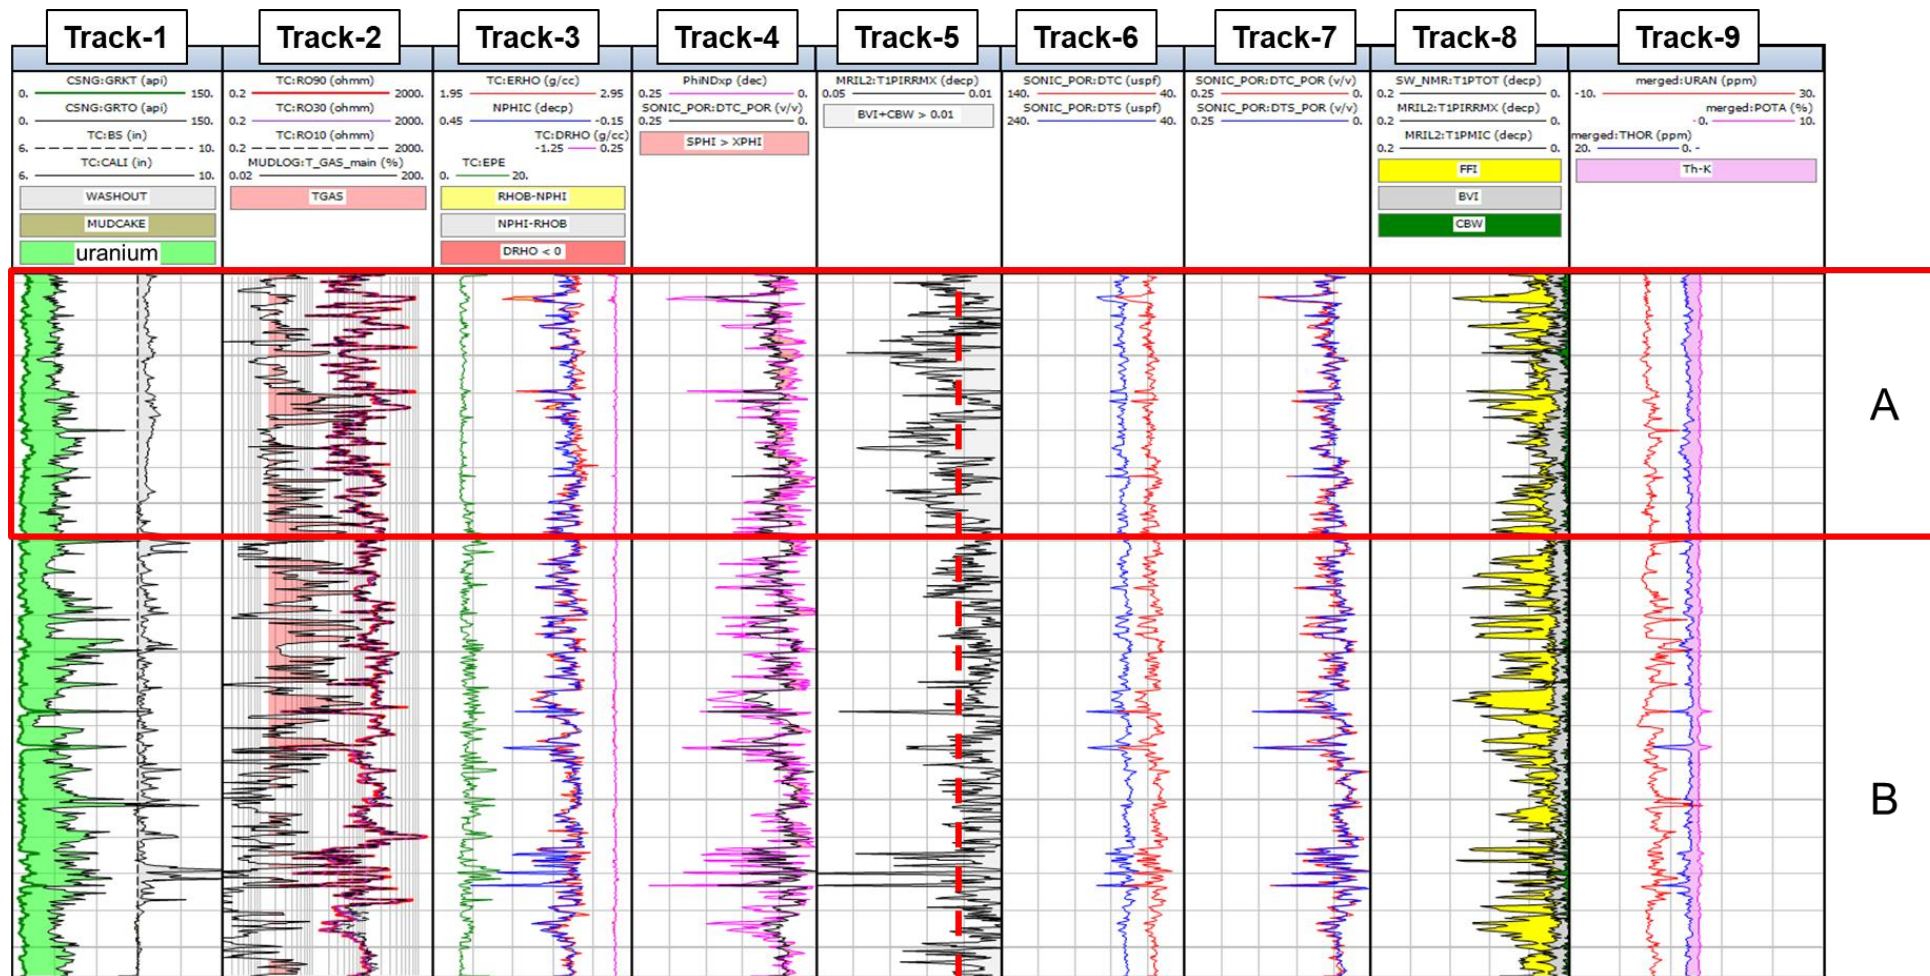 Track-1 Track-2 Track-3 Track-4 Track-5 Track-6 Track-7 Track-8 Track-9
CSNG:GRKT (api)
0. 150.
CSNG:GRTO (api)
0. 150.
TC:BS (in)
6. 10.
TC:CALI (in)
6. 10.
WASHOUT
MUDCAKE
uranium
TC:RO90 (ohmm)
0.2 2000.
TC:RO30 (ohmm)
0.2 2000.
TC:RO10 (ohmm)
0.2 2000.
MUDLOG:T_GAS_main (%)
0.02 200.
TGAS
TC:ERHO (g/cc)
1.95 2.95
NPHIC (decp)
0.45 -0.15
TC:DRHO (g/cc)
-1.25 0.25
TC:EPE
0. 20.
RHOB-NPHI
NPHI-RHOB
DRHO < 0
PhiNDxp (dec)
0.25 0.
SONIC_POR:DTC_POR (v/v)
0.25 0.
SPHI > XPHI
MRIL2:T1PIRRMX (decp)
0.05 0.01
BVI+CBW > 0.01
SONIC_POR:DTC (uspf)
140. 40.
SONIC_POR:DTS (uspf)
240. 40.
SONIC_POR:DTC_POR (v/v)
0.25 0.
SONIC_POR:DTS_POR (v/v)
0.25 0.
SW_NMR:T1PTOT (decp)
0.2 0.
MRIL2:T1PIRRMX (decp)
0.2 0.
MRIL2:T1PMIC (decp)
0.2 0.
FFI
BVI
CBW
merged:URAN (ppm)
-10. 30.
merged:POTA (%)
-0. 10.
merged:THOR (ppm)
20. 0.
Th-K
A
B